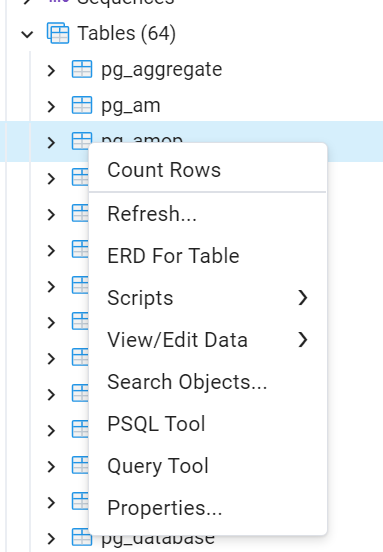 Sequences
Tables (64)
pg_aggregate
pg_am
pg_amop
Count Rows
Refresh...
ERD For Table
Scripts
View/Edit Data
Search Objects...
PSQL Tool
Query Tool
Properties...
pg_database